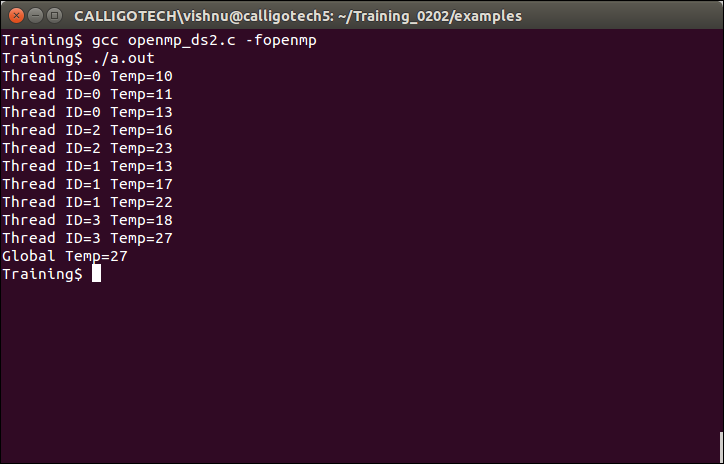 CALLIGOTECH\vishnu@calligotech5: ~/Training_0202/examples
Training$ gcc openmp_ds2.c -fopenmp
Training$ ./a.out
Thread ID=0 Temp=10
Thread ID=0 Temp=11
Thread ID=0 Temp=13
Thread ID=2 Temp=16
Thread ID=2 Temp=23
Thread ID=1 Temp=13
Thread ID=1 Temp=17
Thread ID=1 Temp=22
Thread ID=3 Temp=18
Thread ID=3 Temp=27
Global Temp=27
Training$